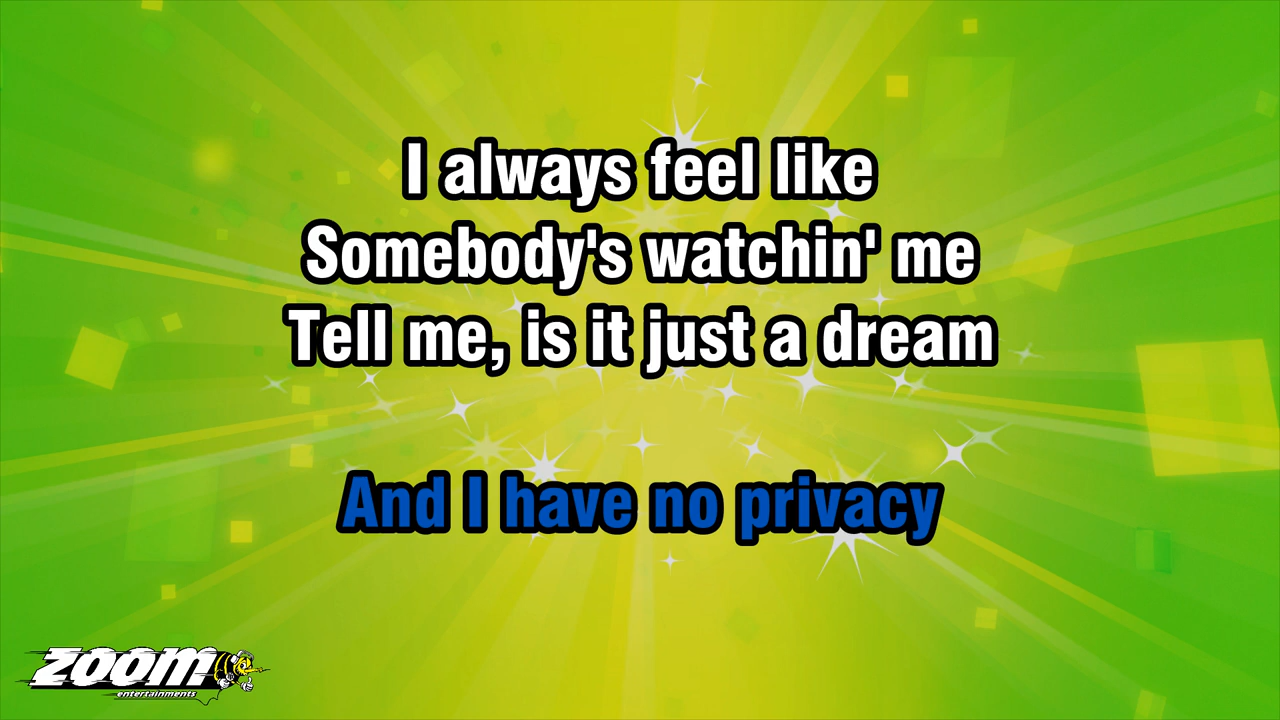 I always feel like
Somebody's watchin' me
Tell me, is it just a dream
And I have no privacy
zoom
entertainments